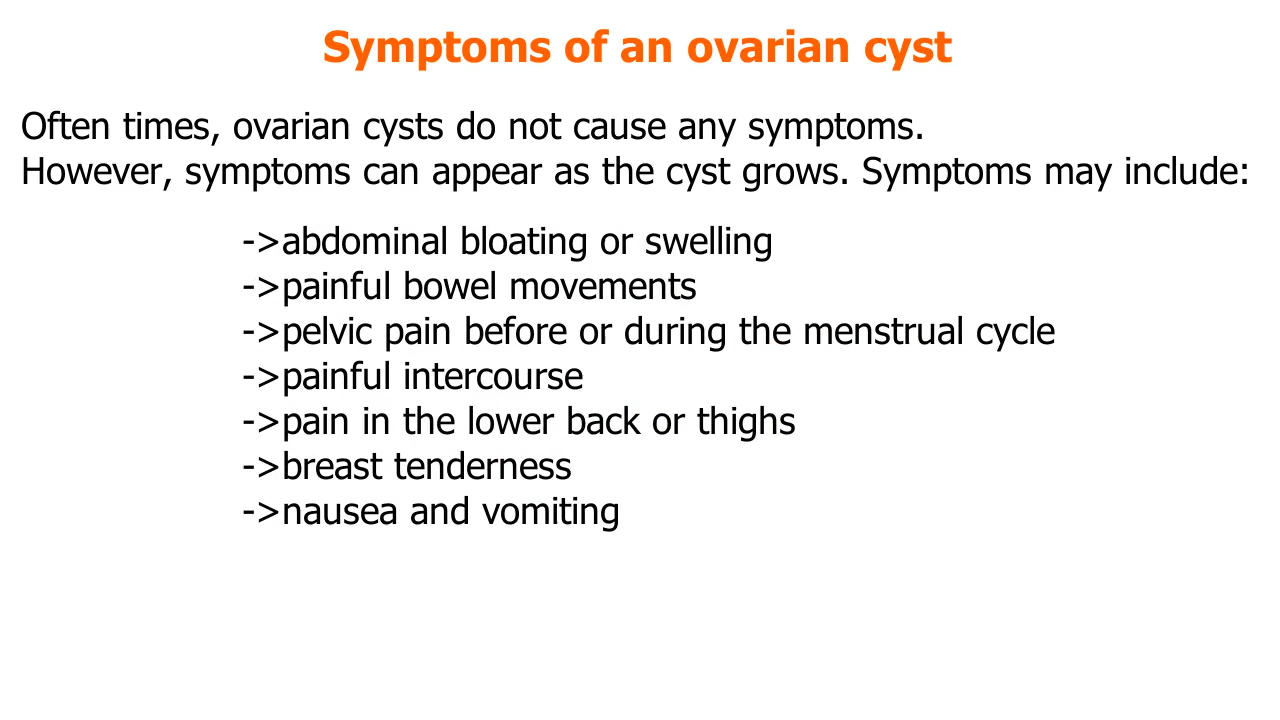 Symptoms of an ovarian cyst
Often times, ovarian cysts do not cause any symptoms.
However, symptoms can appear as the cyst grows. Symptoms may include:
->abdominal bloating or swelling
->painful bowel movements
->pelvic pain before or during the menstrual cycle
->painful intercourse
->pain in the lower back or thighs
->breast tenderness
->nausea and vomiting